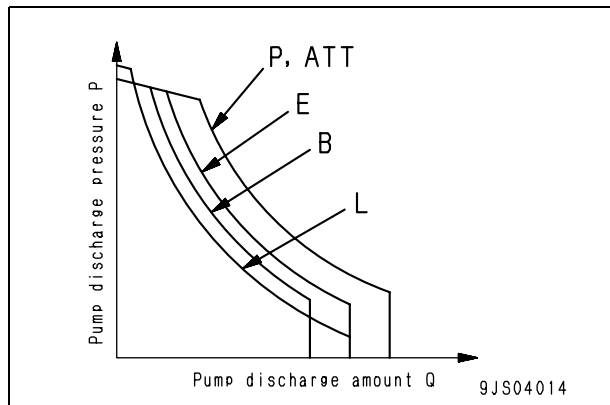 P, ATT
E
B
L
Pump discharge pressure P
Pump discharge amount Q
9JS04014